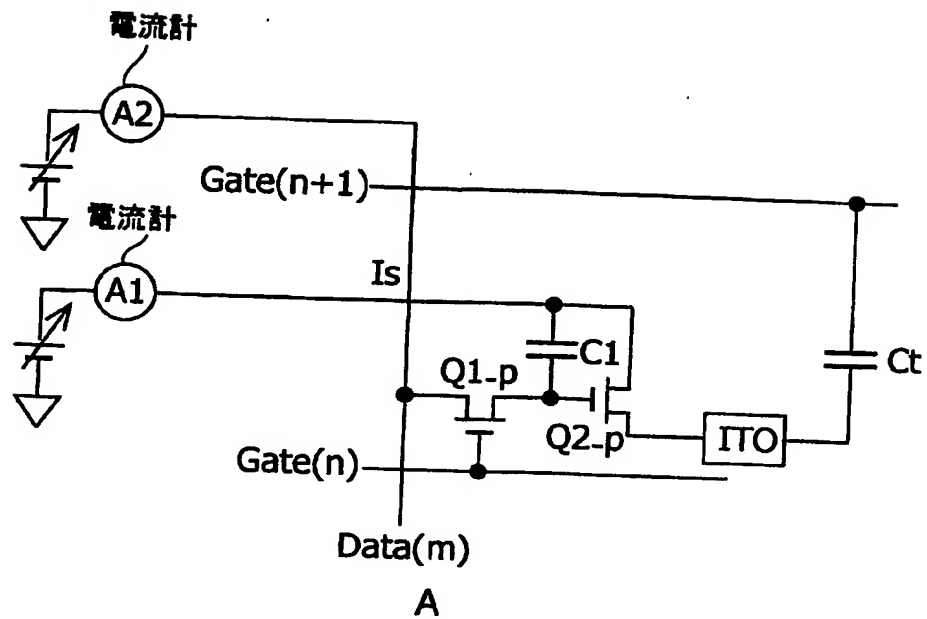 電流計
A2
Gate(n+1)
電流計
A1
Is
C1
Ct
Q1-p
Q2-p
ITO
Gate(n)
Data(m)
A